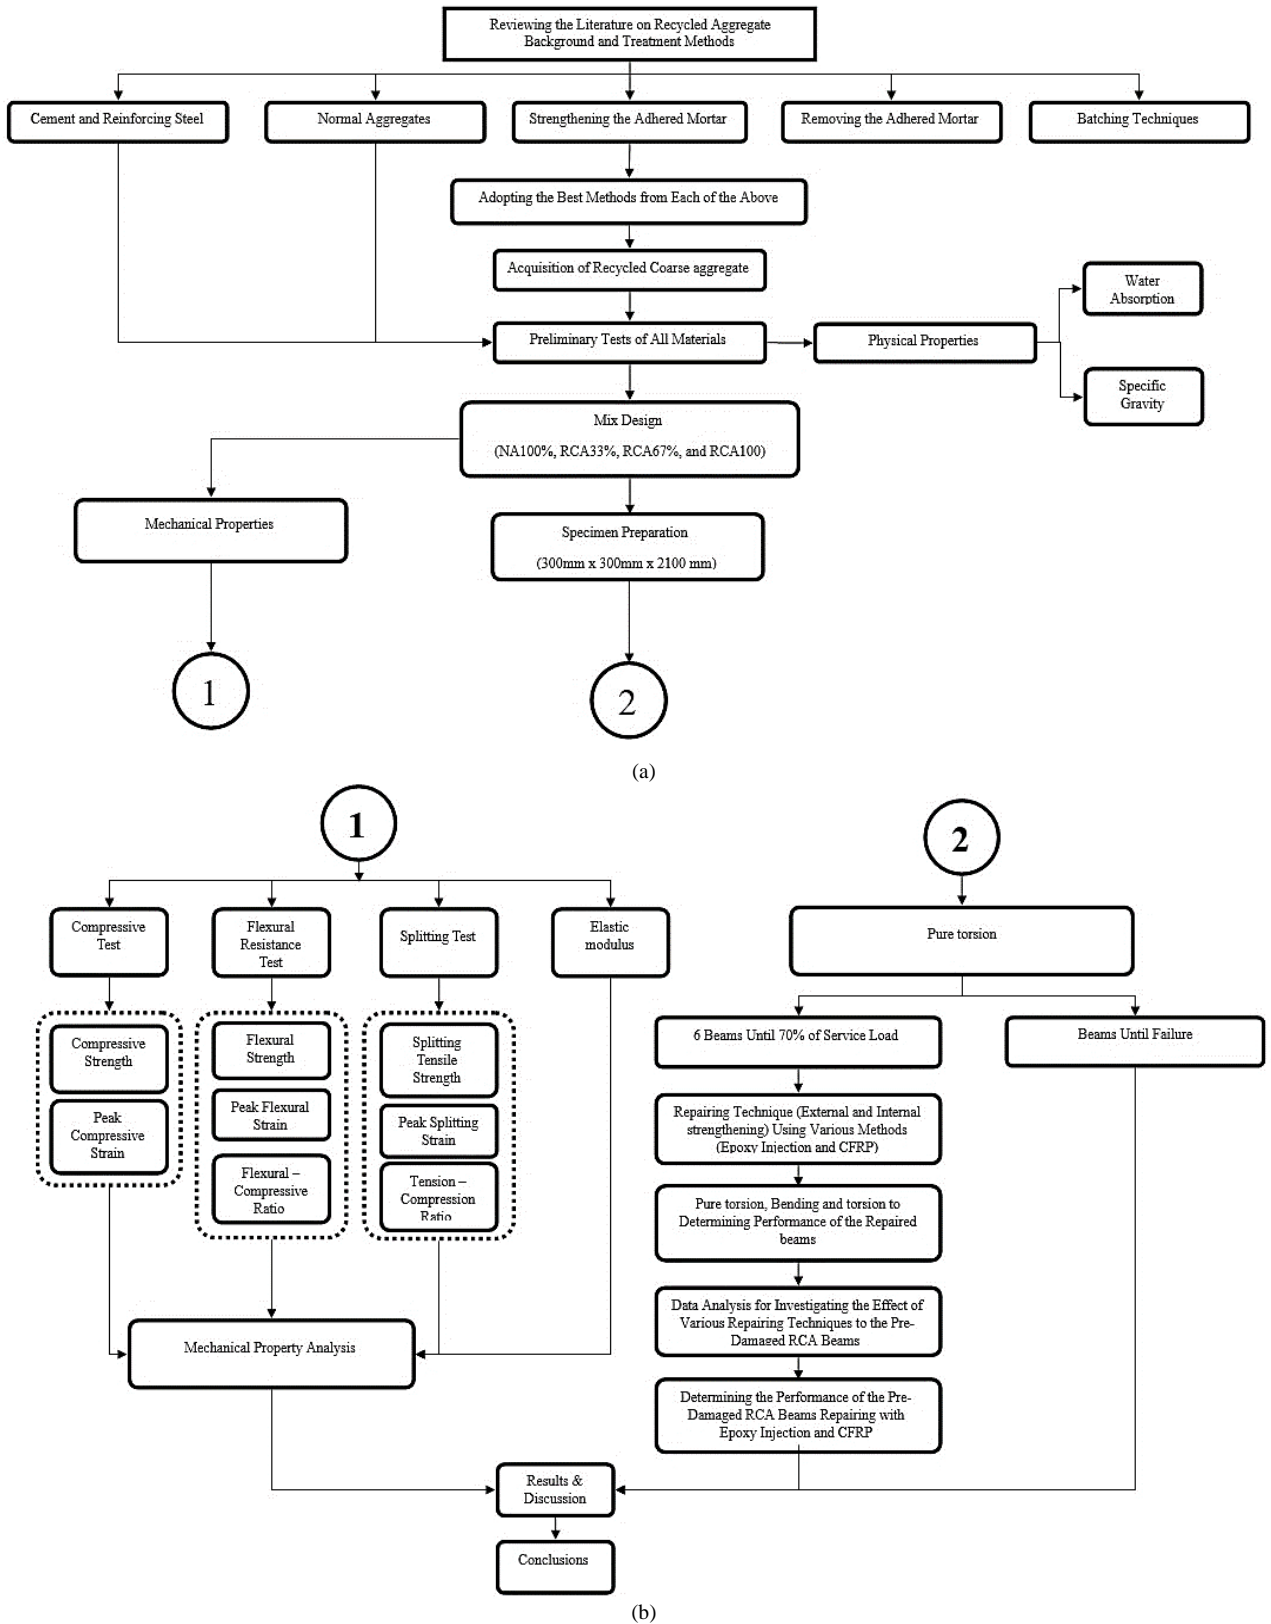 Reviewing the Literature on Recycled Aggregate
Background and Treatment Methods
Cement and Reinforcing Steel
Normal Aggregates
Strengthening the Adhered Mortar
Removing the Adhered Mortar
Batching Techniques
Adopting the Best Methods from Each of the Above
Acquisition of Recycled Coarse aggregate
Preliminary Tests of All Materials
Physical Properties
Water
Absorption
Specific
Gravity
Mix Design
(NA100%, RCA33%, RCA67%, and RCA100)
Mechanical Properties
Specimen Preparation
(300mm x 300mm x 2100 mm)
1
2
(a)
1
2
Compressive
Test
Flexural
Resistance
Test
Splitting Test
Elastic
modulus
Pure torsion
Compressive
Strength
Peak
Compressive
Strain
Flexural
Strength
Peak Flexural
Strain
Flexural –
Compressive
Ratio
Splitting
Tensile
Strength
Peak Splitting
Strain
Tension –
Compression
Ratio
6 Beams Until 70% of Service Load
Beams Until Failure
Repairing Technique (External and Internal
strengthening) Using Various Methods
(Epoxy Injection and CFRP)
Pure torsion, Bending and torsion to
Determining Performance of the Repaired
beams
Data Analysis for Investigating the Effect of
Various Repairing Techniques to the Pre-
Damaged RCA Beams
Determining the Performance of the Pre-
Damaged RCA Beams Repairing with
Epoxy Injection and CFRP
Mechanical Property Analysis
Results &
Discussion
Conclusions
(b)